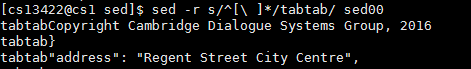 [cs13422@cs1 sed]$ sed -r s/^[\ ]*/tabtab/ sed00
tabtabCopyright Cambridge Dialogue Systems Group, 2016
tabtab}
tabtab"address": "Regent Street City Centre",